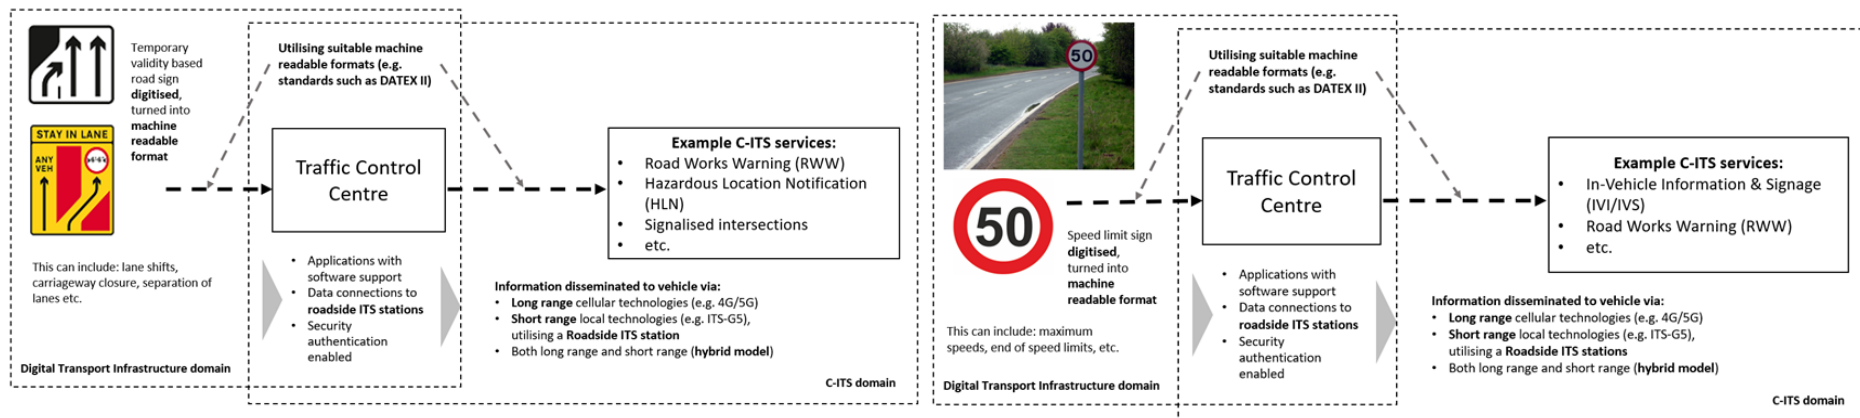 Temporary
validity based
road sign
digitised,
turned into
machine
readable
format
STAY IN LANE
ANY
VEH
This can include: lane shifts,
carriageway closure, separation of
lanes etc.
Digital Transport Infrastructure domain
Utilising suitable machine
readable formats (e.g.
standards such as DATEX II)
Traffic Control
Centre
• Applications with
software support
• Data connections to
roadside ITS stations
• Security
authentication
enabled
Example C-ITS services:
• Road Works Warning (RWW)
• Hazardous Location Notification
(HLN)
• Signalised intersections
• etc.
Information disseminated to vehicle via:
• Long range cellular technologies (e.g. 4G/5G)
• Short range local technologies (e.g. ITS-G5),
utilising a Roadside ITS station
• Both long range and short range (hybrid model)
C-ITS domain
50
50
Speed limit sign
digitised,
turned into
machine
readable format
This can include: maximum
speeds, end of speed limits, etc.
Digital Transport Infrastructure domain
Utilising suitable machine
readable formats (e.g.
standards such as DATEX II)
Traffic Control
Centre
• Applications with
software support
• Data connections to
roadside ITS stations
• Security
authentication
enabled
Example C-ITS services:
• In-Vehicle Information & Signage
(IVI/IVS)
• Road Works Warning (RWW)
• etc.
Information disseminated to vehicle via:
• Long range cellular technologies (e.g. 4G/5G)
• Short range local technologies (e.g. ITS-G5),
utilising a Roadside ITS stations
• Both long range and short range (hybrid model)
C-ITS domain